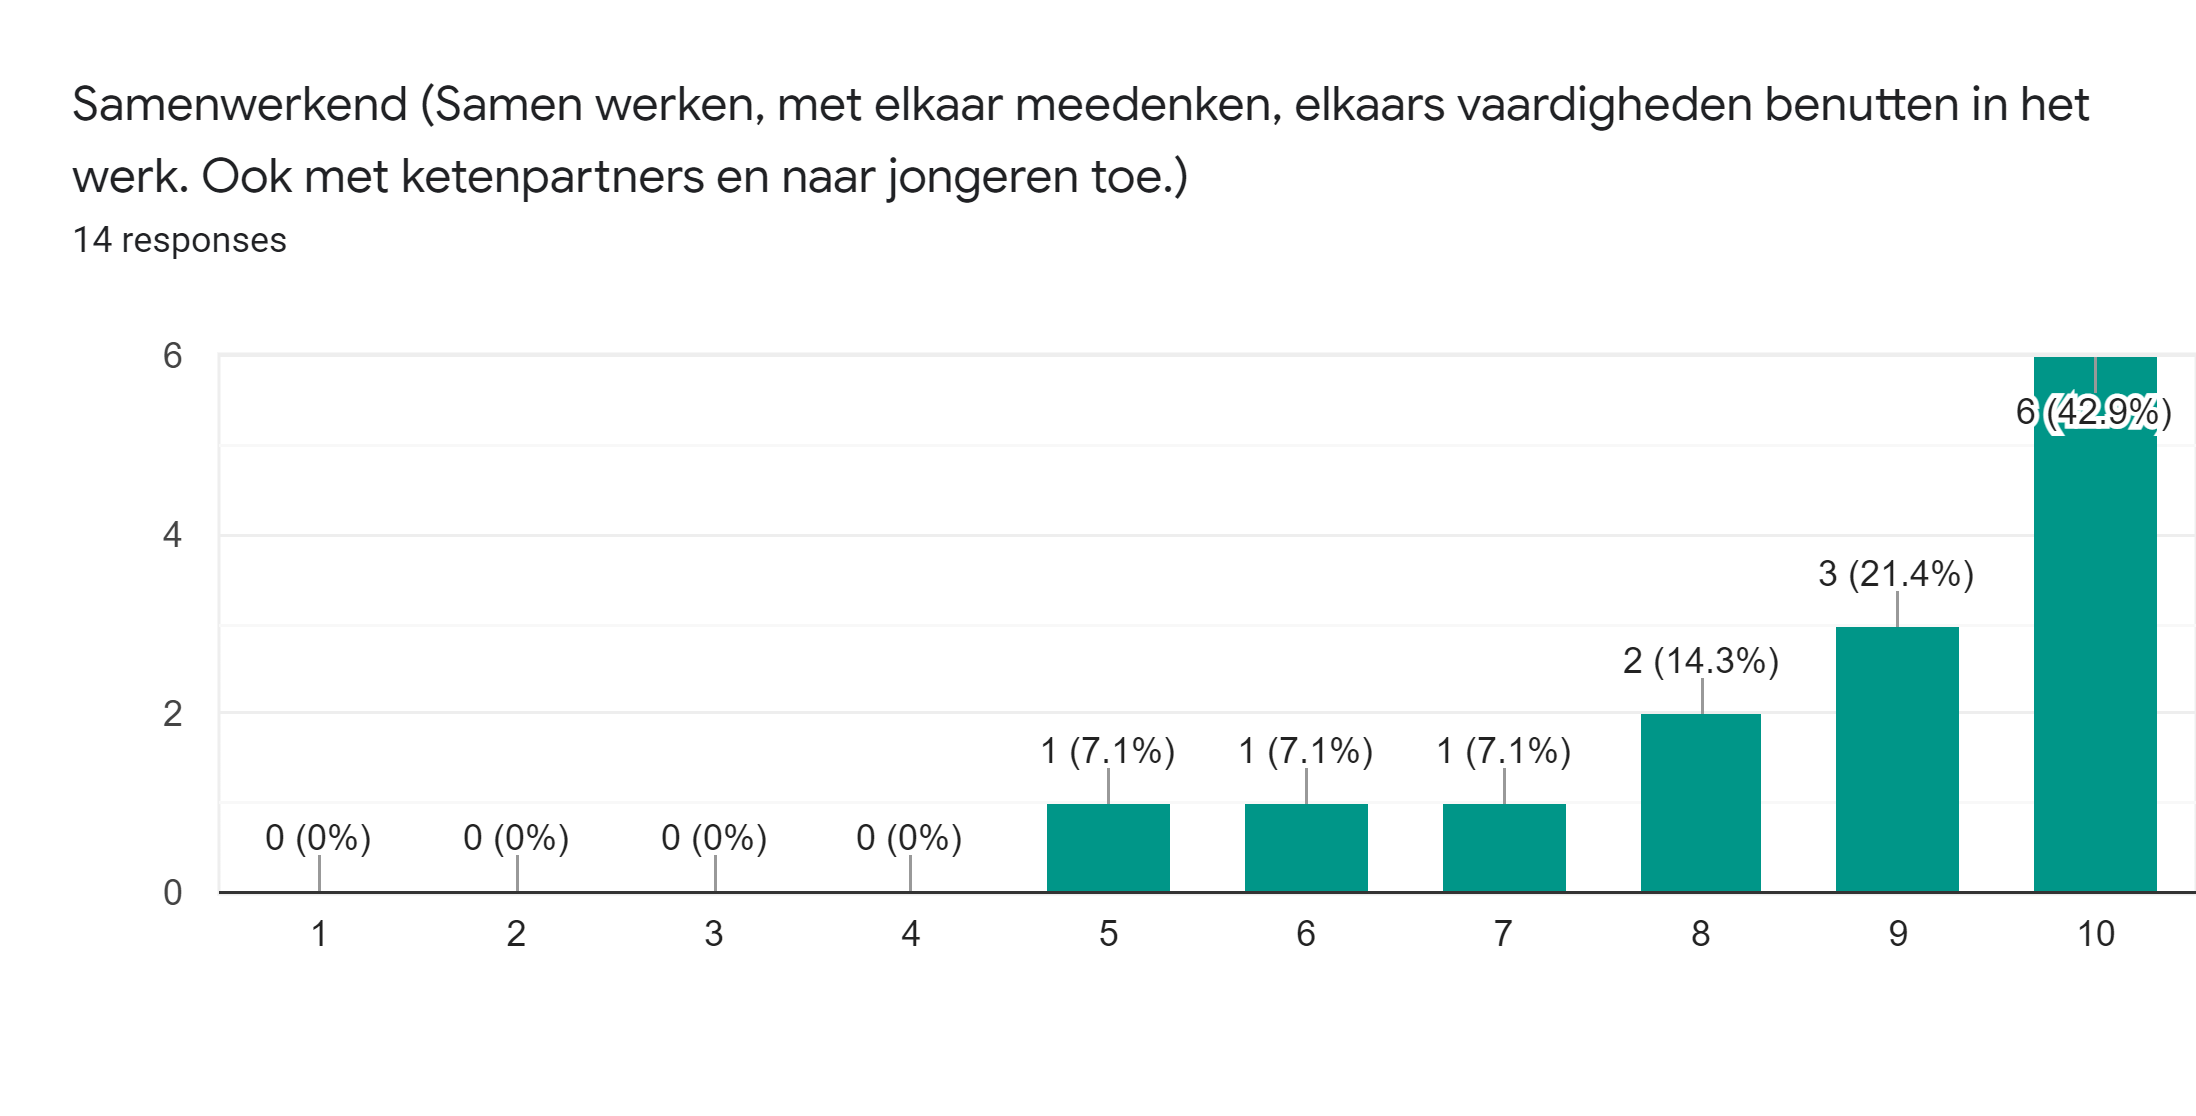 Samenwerkend (Samen werken, met elkaar meedenken, elkaars vaardigheden benutten in het
werk. Ook met ketenpartners en naar jongeren toe.)
14 responses
6
6 (42.9%)
4
3 (21.4%)
2 (14.3%)
2
1 (7.1%) 1 (7.1%) 1 (7.1%)
0 (0%) 0 (0%) 0 (0%) 0 (0%)
0
1 2 3 4 5 6 7 8 9 10